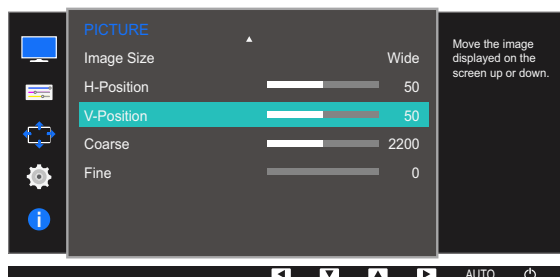 PICTURE
Image Size Wide
H-Position 50
V-Position 50
Coarse 2200
Fine 0
Move the image
displayed on the
screen up or down.
AUTO